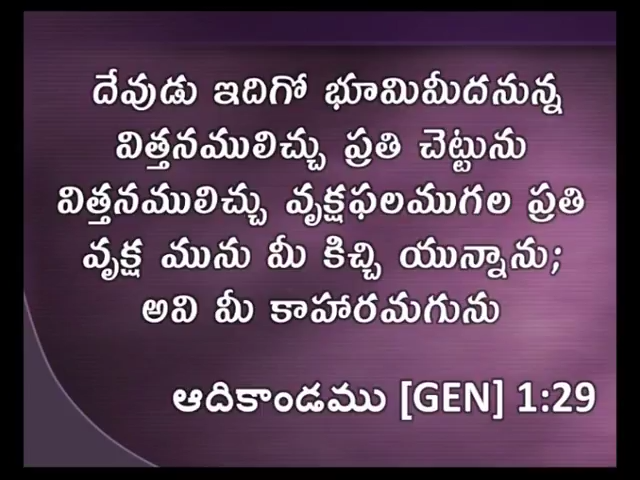 దేవుడు ఇదిగో భూమిమీదనున్న
విత్తనములిచ్చు ప్రతి చెట్టును
విత్తనములిచ్చు వృక్షఫలముగల ప్రతి
వృక్ష మును మీ కిచ్చి యున్నాను;
అవి మీ కాహారమగును
ఆదికాండము [GEN] 1:29